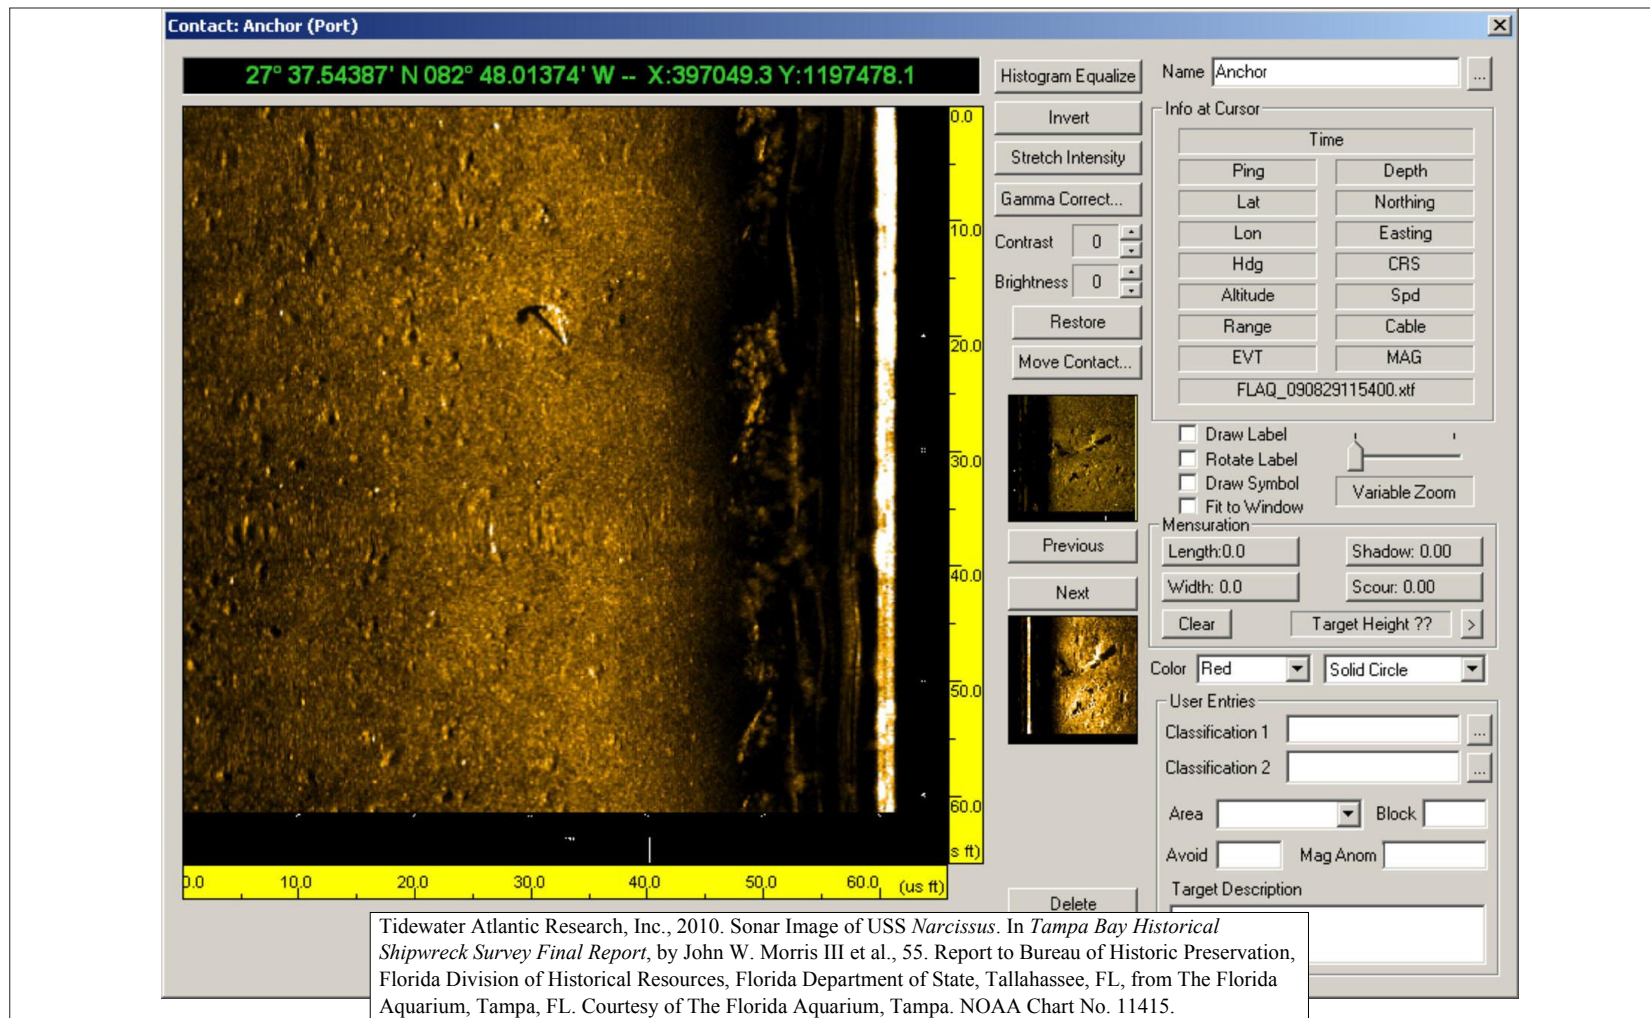 Contact: Anchor (Port)
27° 37.54387' N 082° 48.01374' W -- X:397049.3 Y:1197478.1
0.0
10.0
20.0
30.0
40.0
50.0
60.0
s ft)
0.0 10.0 20.0 30.0 40.0 50.0 60.0 (us ft)
Histogram Equalize
Invert
Stretch Intensity
Gamma Correct...
Contrast 0
Brightness 0
Restore
Move Contact...
Previous
Next
Delete
Name Anchor ...
Info at Cursor
Time
Ping Depth
Lat Northing
Lon Easting
Hdg CRS
Altitude Spd
Range Cable
EVT MAG
FLAQ_090829115400.xtf
Draw Label
Rotate Label
Draw Symbol
Fit to Window
Variable Zoom
Mensuration
Length:0.0 Shadow: 0.00
Width: 0.0 Scour: 0.00
Clear Target Height ?? >
Color Red Solid Circle
User Entries
Classification 1 ...
Classification 2 ...
Area Block
Avoid Mag Anom
Target Description
Tidewater Atlantic Research, Inc., 2010. Sonar Image of USS Narcissus. In Tampa Bay Historical
Shipwreck Survey Final Report, by John W. Morris III et al., 55. Report to Bureau of Historic Preservation,
Florida Division of Historical Resources, Florida Department of State, Tallahassee, FL, from The Florida
Aquarium, Tampa, FL. Courtesy of The Florida Aquarium, Tampa. NOAA Chart No. 11415.